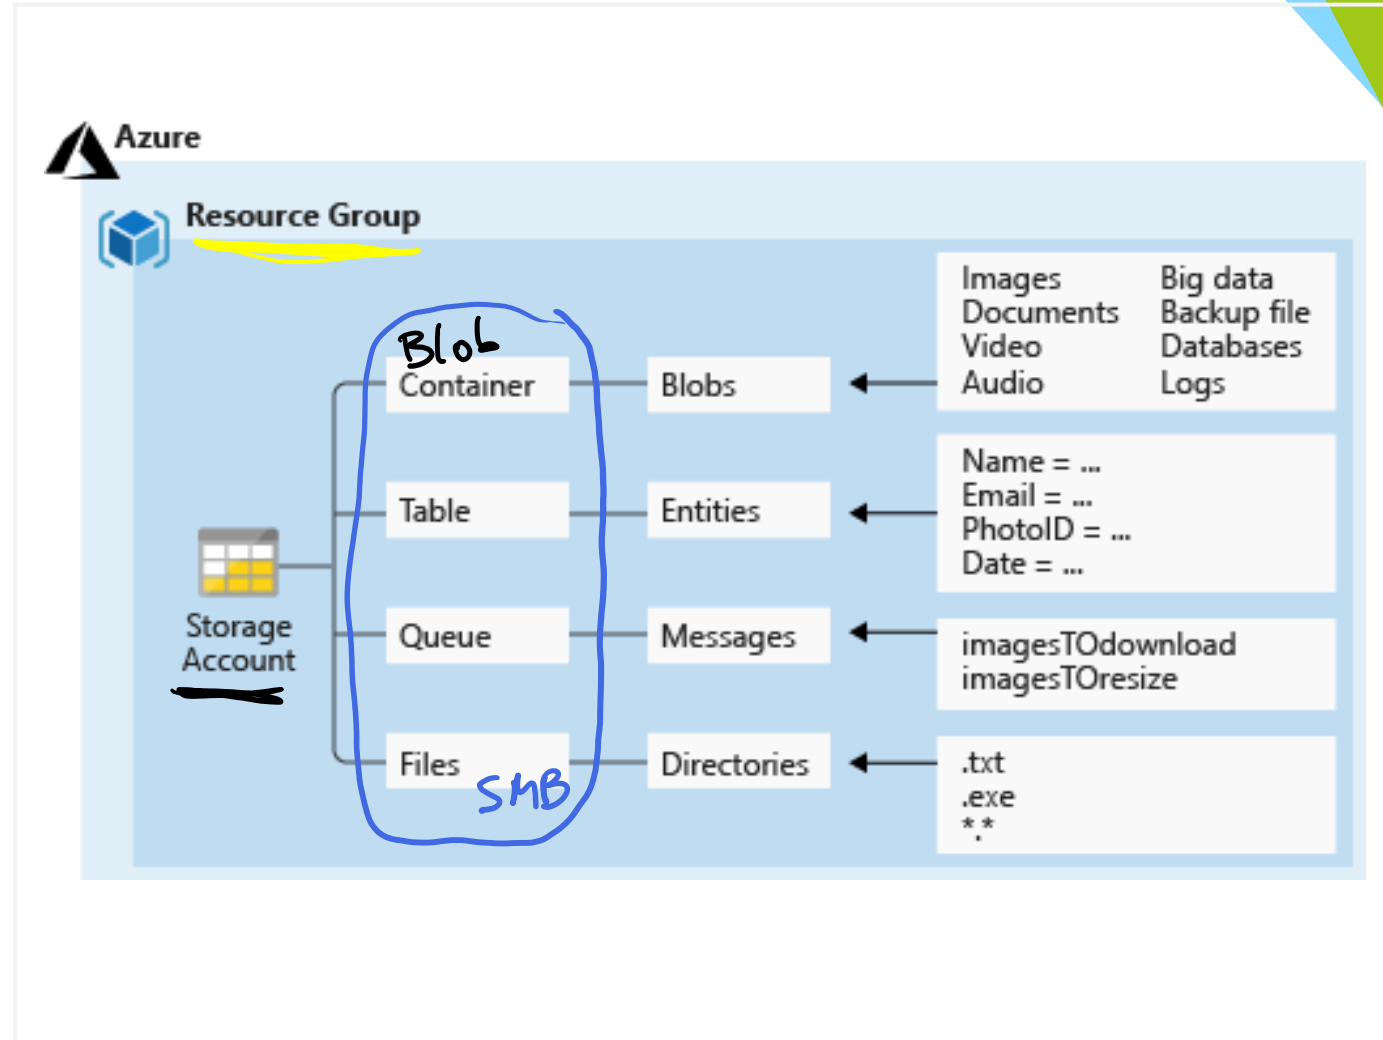 Azure
Resource Group
Images Big data
Documents Backup file
Video Databases
Audio Logs
Blob
Container
Blobs
Name = ...
Email = ...
PhotoID = ...
Date = ...
Table
Entities
Storage
Account
Queue
Messages
imagesTOdownload
imagesTOresize
Files
SMB
Directories
.txt
.exe
*.*